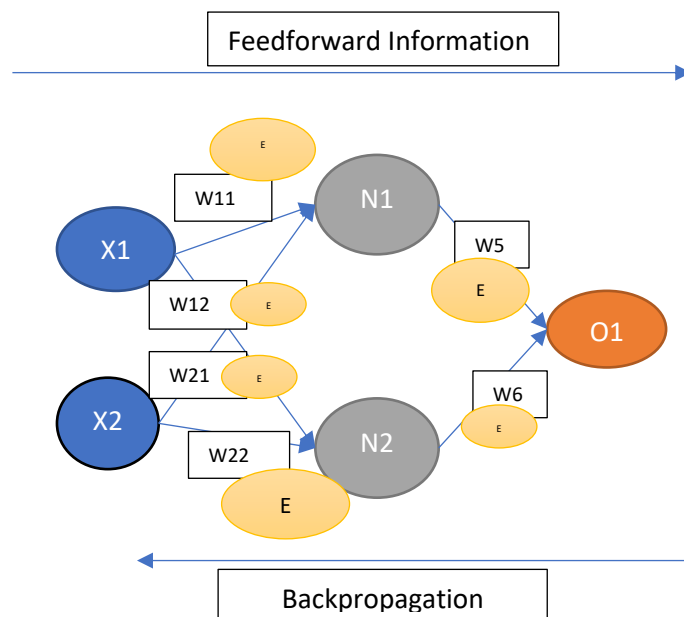 Feedforward Information
E
N1
W11
X1
W5
W12
E
E
O1
W21
E
W6
X2
E
N2
W22
E
Backpropagation